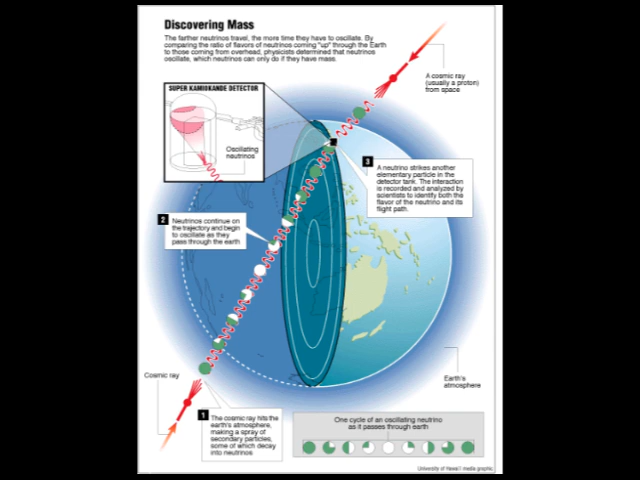 Discovering Mass
The farther neutrinos travel, the more time they have to oscillate. By
comparing the ratio of flavors of neutrinos coming "up" through the Earth
to those coming from overhead, physicists determined that neutrinos
oscillate, which neutrinos can only do if they have mass.
A cosmic ray
(usually a proton)
from space
SUPER KAMIOKANDE DETECTOR
Oscillating
neutrinos
3
A neutrino strikes another
elementary particle in the
detector tank. The interaction
is recorded and analyzed by
scientists to identify both the
flavor of the neutrino and its
flight path.
2
Neutrinos continue on
the trajectory and begin
to oscillate as they
pass through the earth
Cosmic ray
Earth's
atmosphere
1
The cosmic ray hits the
earth's atmosphere,
making a spray of
secondary particles,
some of which decay
into neutrinos
One cycle of an oscillating neutrino
as it passes through earth
University of Hawai'i media graphic